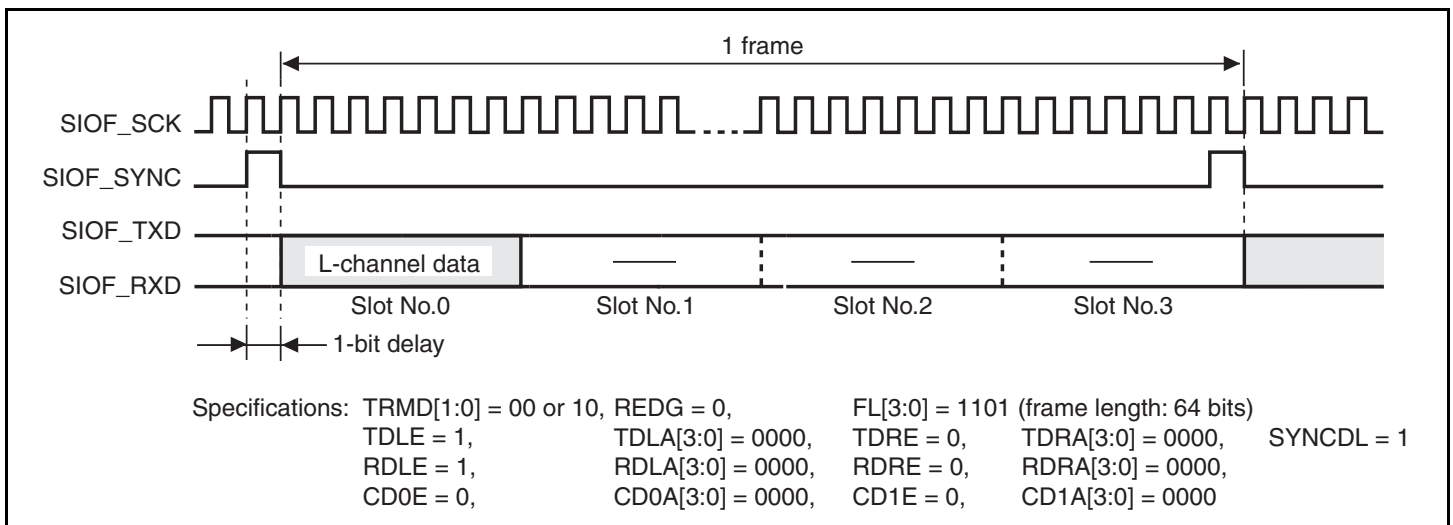 1 frame
SIOF_SCK
SIOF_SYNC
SIOF_TXD
L-channel data
SIOF_RXD
Slot No.0 Slot No.1 Slot No.2 Slot No.3
1-bit delay
Specifications: TRMD[1:0] = 00 or 10, REDG = 0, FL[3:0] = 1101 (frame length: 64 bits)
TDLE = 1, TDLA[3:0] = 0000, TDRE = 0, TDRA[3:0] = 0000, SYNCDL = 1
RDLE = 1, RDLA[3:0] = 0000, RDRE = 0, RDRA[3:0] = 0000,
CD0E = 0, CD0A[3:0] = 0000, CD1E = 0, CD1A[3:0] = 0000